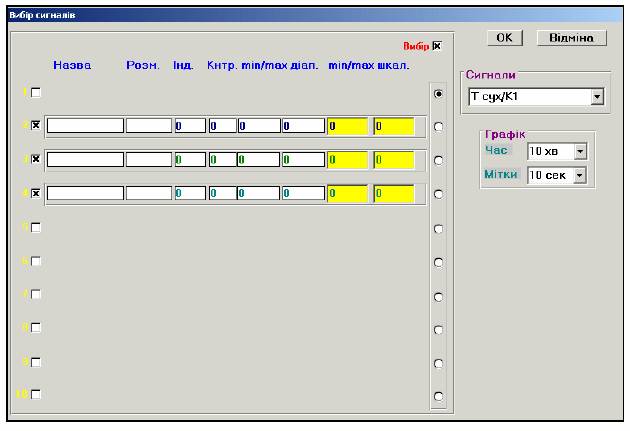 Вибір сигналів
Вибір
OK
Відміна
Назва Розм. Інд. Кнтр. min/max діап. min/max шкал.
Сигнали
T сух/К1
1
2 0 0 0 0 0 0
Графік
Час 10 хв
3 0 0 0 0 0 0
Мітки 10 сек
4 0 0 0 0 0 0
5
6
7
8
9
10